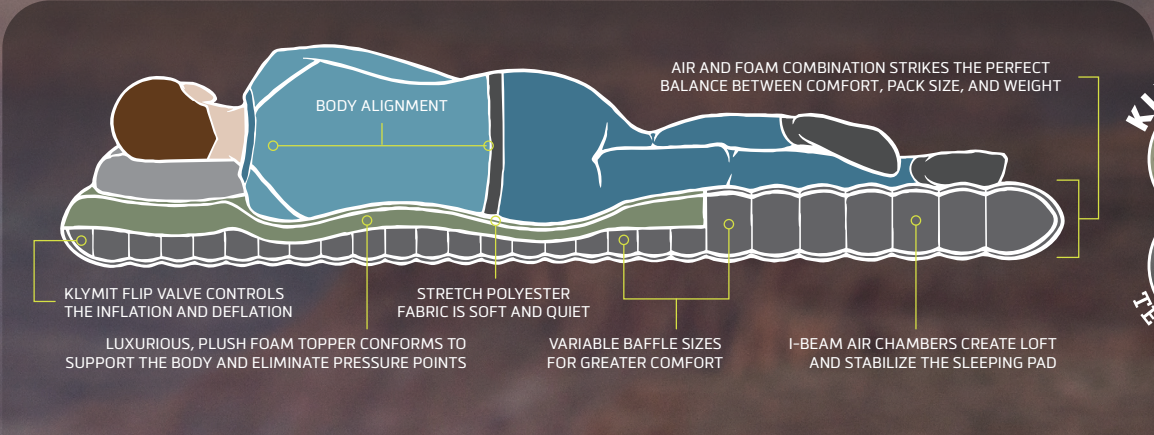 AIR AND FOAM COMBINATION STRIKES THE PERFECT
BALANCE BETWEEN COMFORT, PACK SIZE, AND WEIGHT
BODY ALIGNMENT
KLYMIT FLIP VALVE CONTROLS
THE INFLATION AND DEFLATION
STRETCH POLYESTER
FABRIC IS SOFT AND QUIET
LUXURIOUS, PLUSH FOAM TOPPER CONFORMS TO
SUPPORT THE BODY AND ELIMINATE PRESSURE POINTS
VARIABLE BAFFLE SIZES
FOR GREATER COMFORT
I-BEAM AIR CHAMBERS CREATE LOFT
AND STABILIZE THE SLEEPING PAD